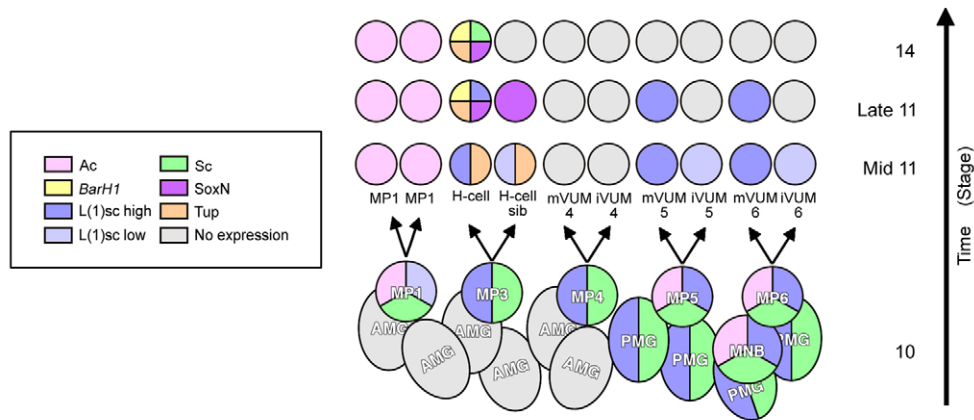 14
Late 11
Mid 11
Time (Stage)
Ac Sc
BarH1 SoxN
L(1)sc high Tup
L(1)sc low No expression
MP1 MP1 H-cell H-cell sib mVUM 4 iVUM 4 mVUM 5 iVUM 5 mVUM 6 iVUM 6
MP1 MP3 MP4 MP5 MP6
AMG AMG AMG PMG PMG MNB PMG
AMG AMG AMG PMG
10